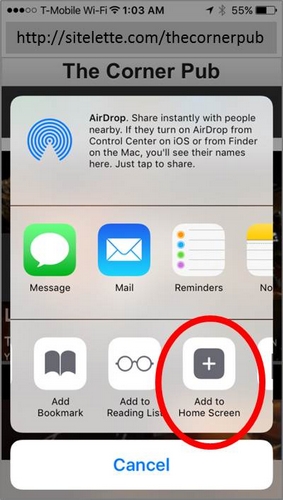 T-Mobile Wi-Fi 1:03 AM 55%
http://sitelette.com/thecornerpub
The Corner Pub
AirDrop. Share instantly with people
nearby. If they turn on AirDrop from
Control Center on iOS or from Finder
on the Mac, you'll see their names
here. Just tap to share.
Message Mail Reminders No
Add Bookmark
Add to Reading List
Add to Home Screen
Cancel